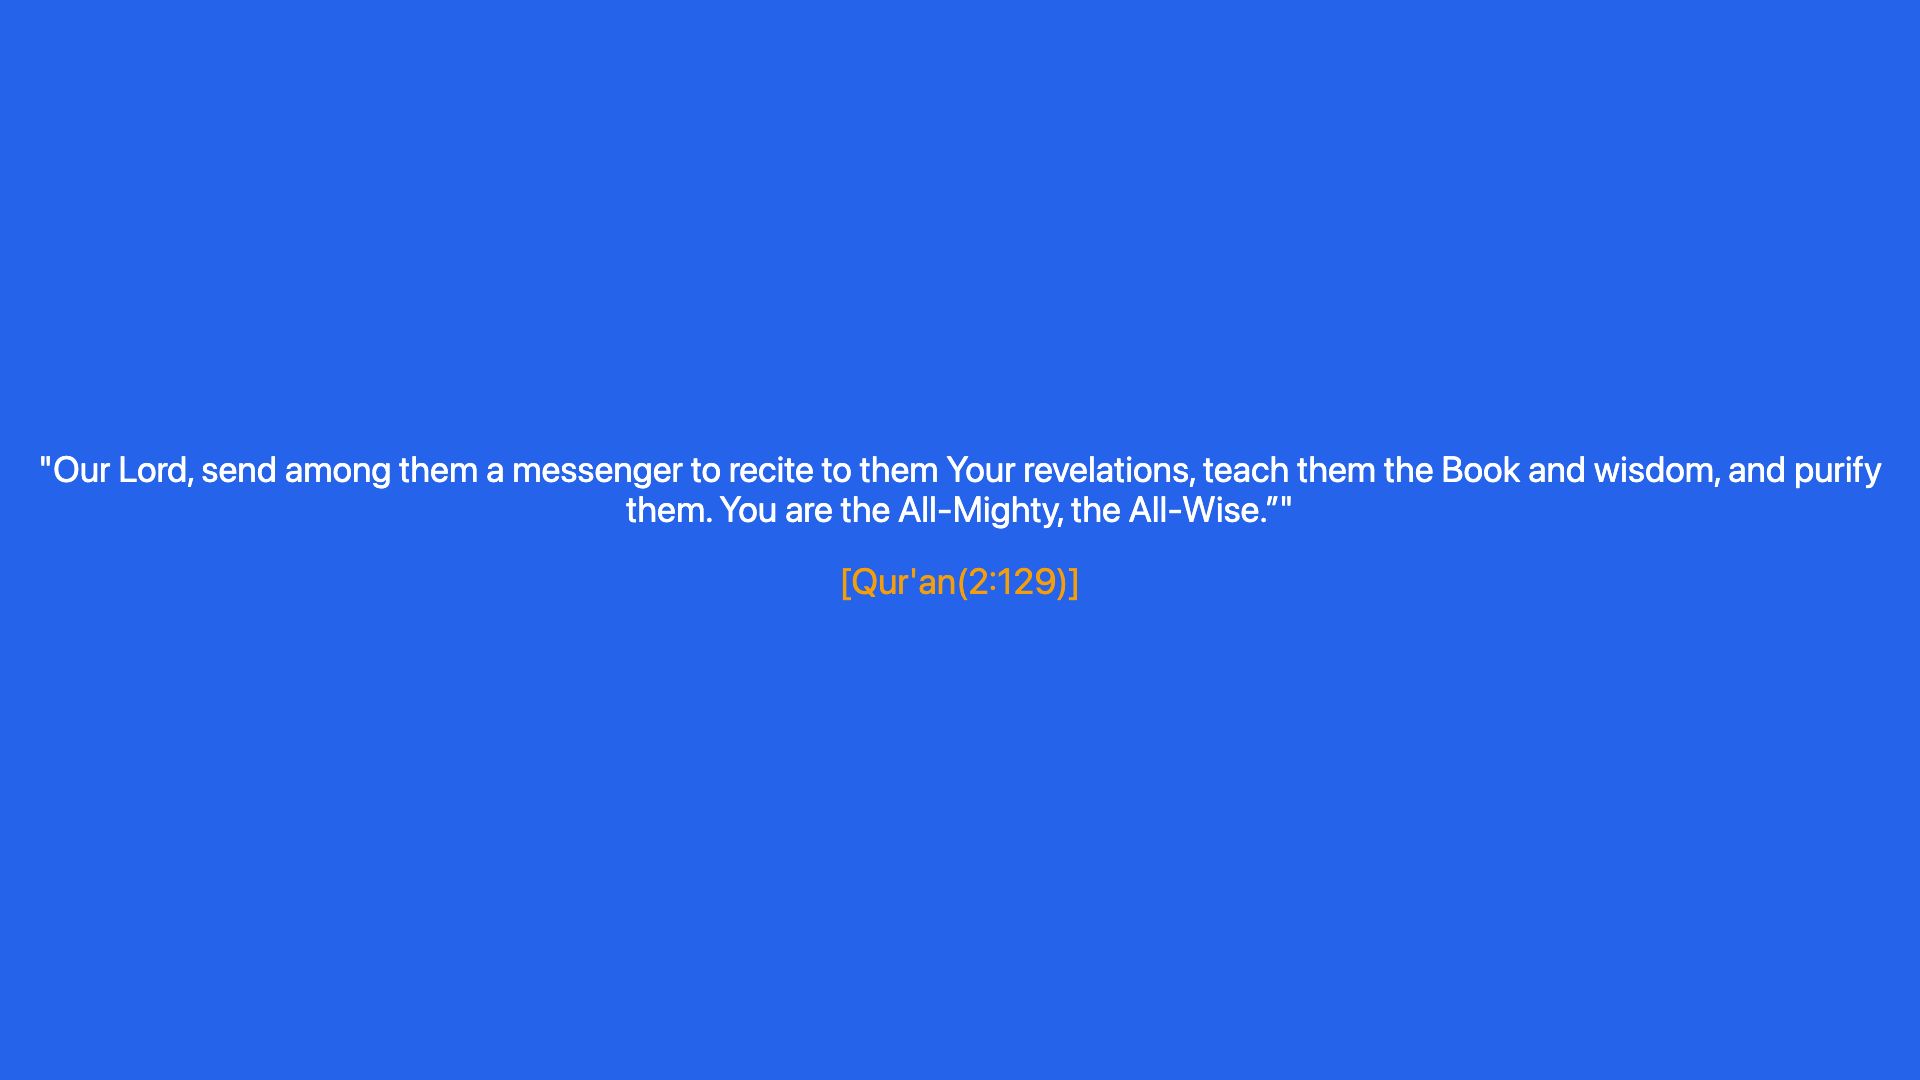 "Our Lord, send among them a messenger to recite to them Your revelations, teach them the Book and wisdom, and purify
them. You are the All-Mighty, the All-Wise.”"
[Qur'an(2:129)]